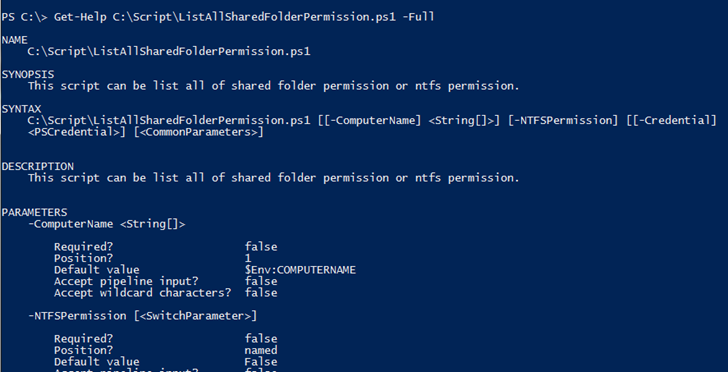 PS C:\> Get-Help C:\Script\ListAllSharedFolderPermission.ps1 -Full
NAME
C:\Script\ListAllSharedFolderPermission.ps1
SYNOPSIS
This script can be list all of shared folder permission or ntfs permission.
SYNTAX
C:\Script\ListAllSharedFolderPermission.ps1 [[-ComputerName] <String[]>] [-NTFSPermission] [[-Credential]
<PSCredential>] [<CommonParameters>]
DESCRIPTION
This script can be list all of shared folder permission or ntfs permission.
PARAMETERS
-ComputerName <String[]>
Required? false
Position? 1
Default value $Env:COMPUTERNAME
Accept pipeline input? false
Accept wildcard characters? false
-NTFSPermission [<SwitchParameter>]
Required? false
Position? named
Default value False
Accept pipeline input? false